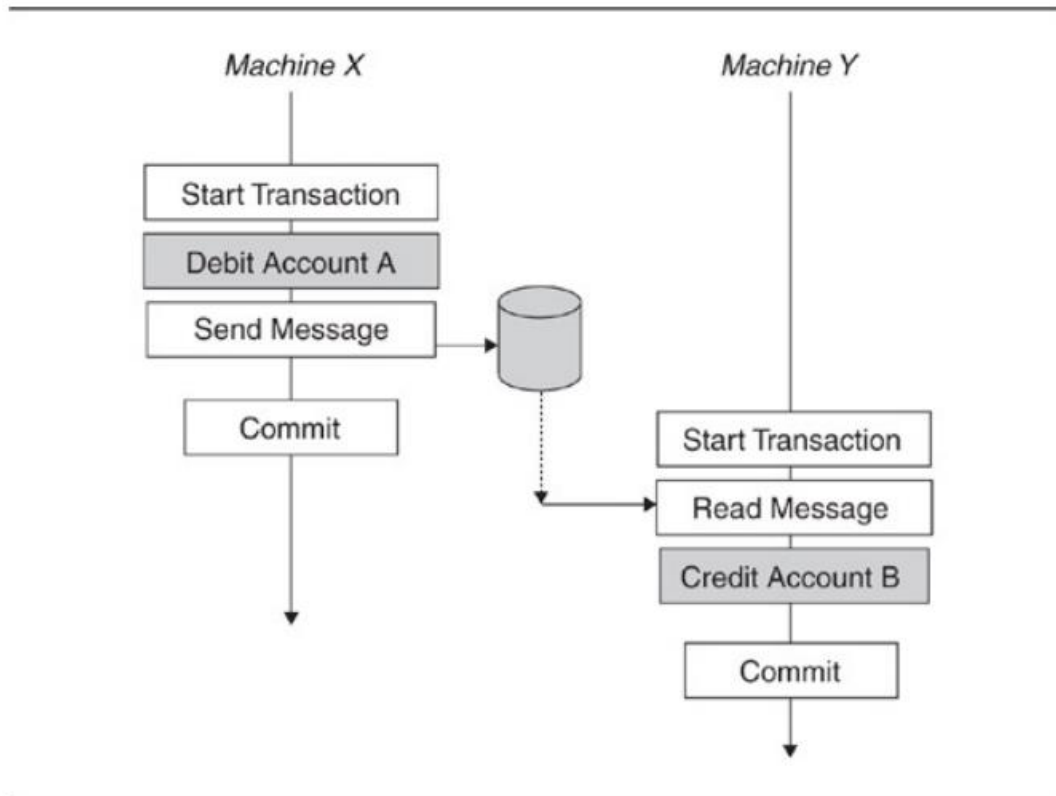 Machine X
Machine Y
Start Transaction
Debit Account A
Send Message
Commit
Start Transaction
Read Message
Credit Account B
Commit